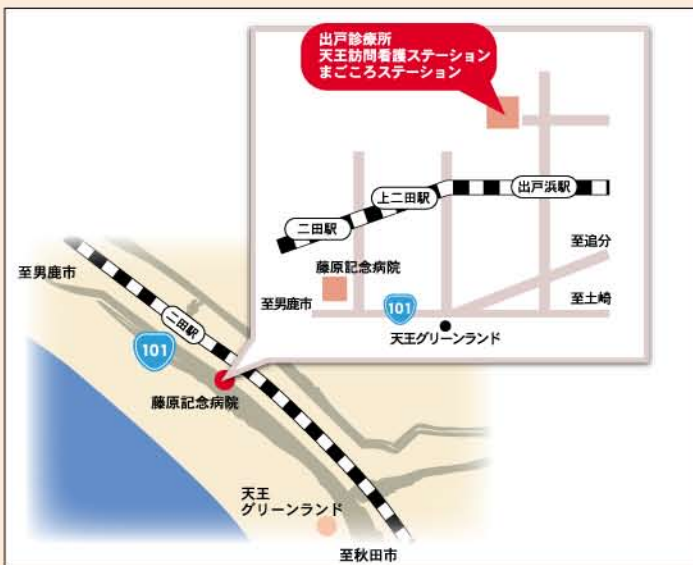 出戸診療所
天王訪問看護ステーション
まごころステーション
出戸浜駅
上二田駅
二田駅
至追分
藤原記念病院
至男鹿市
101
至土崎
天王グリーンランド
至男鹿市
二田駅
101
藤原記念病院
天王
グリーンランド
至秋田市